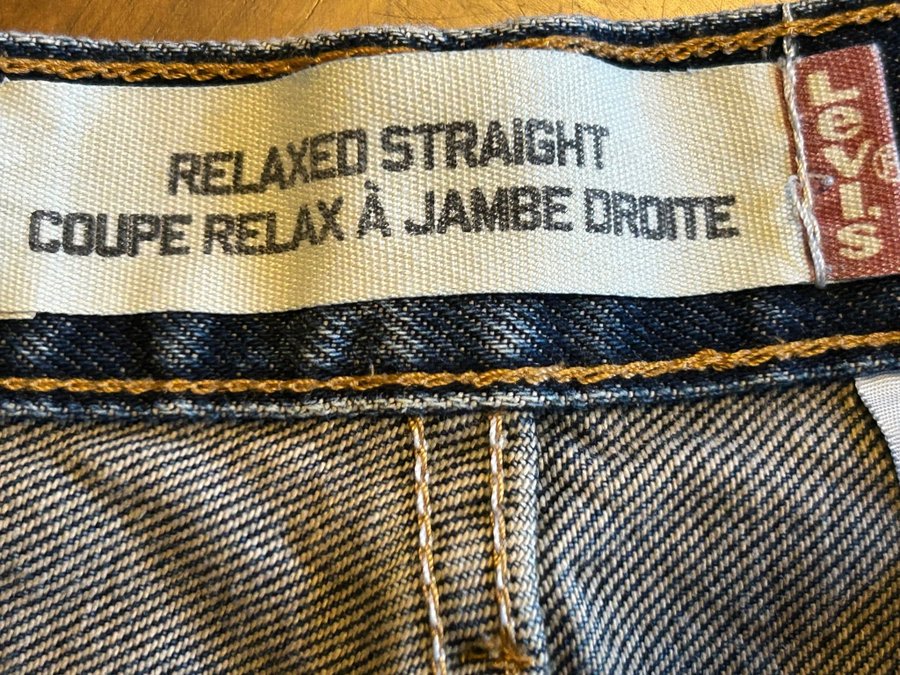 RELAXED STRAIGHT
COUPE RELAX À JAMBE DROITE
Levi's
®